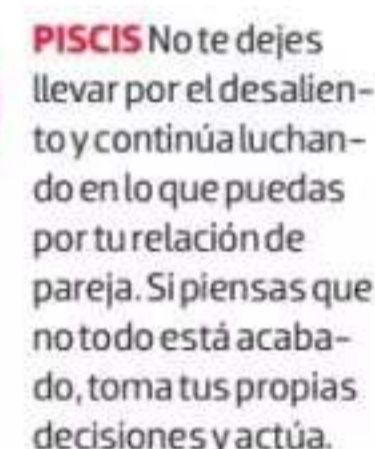 PISCIS No te dejes
llevar por el desalien-
to y continúa luchan-
do en lo que puedas
por tu relación de
pareja. Si piensas que
no todo está acaba-
do, toma tus propias
decisiones y actúa.